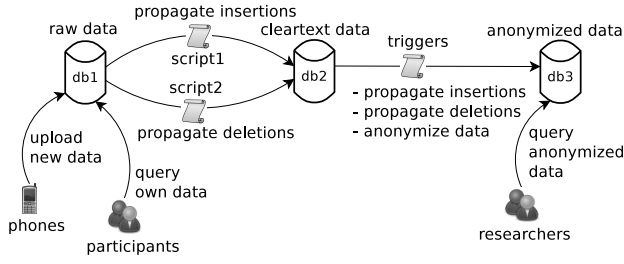 propagate insertions
raw data
cleartext data
anonymized data
script1
triggers
db1
db2
db3
script2
propagate deletions
- propagate insertions
- propagate deletions
- anonymize data
upload
new data
query
own data
query
anonymized
data
phones
participants
researchers